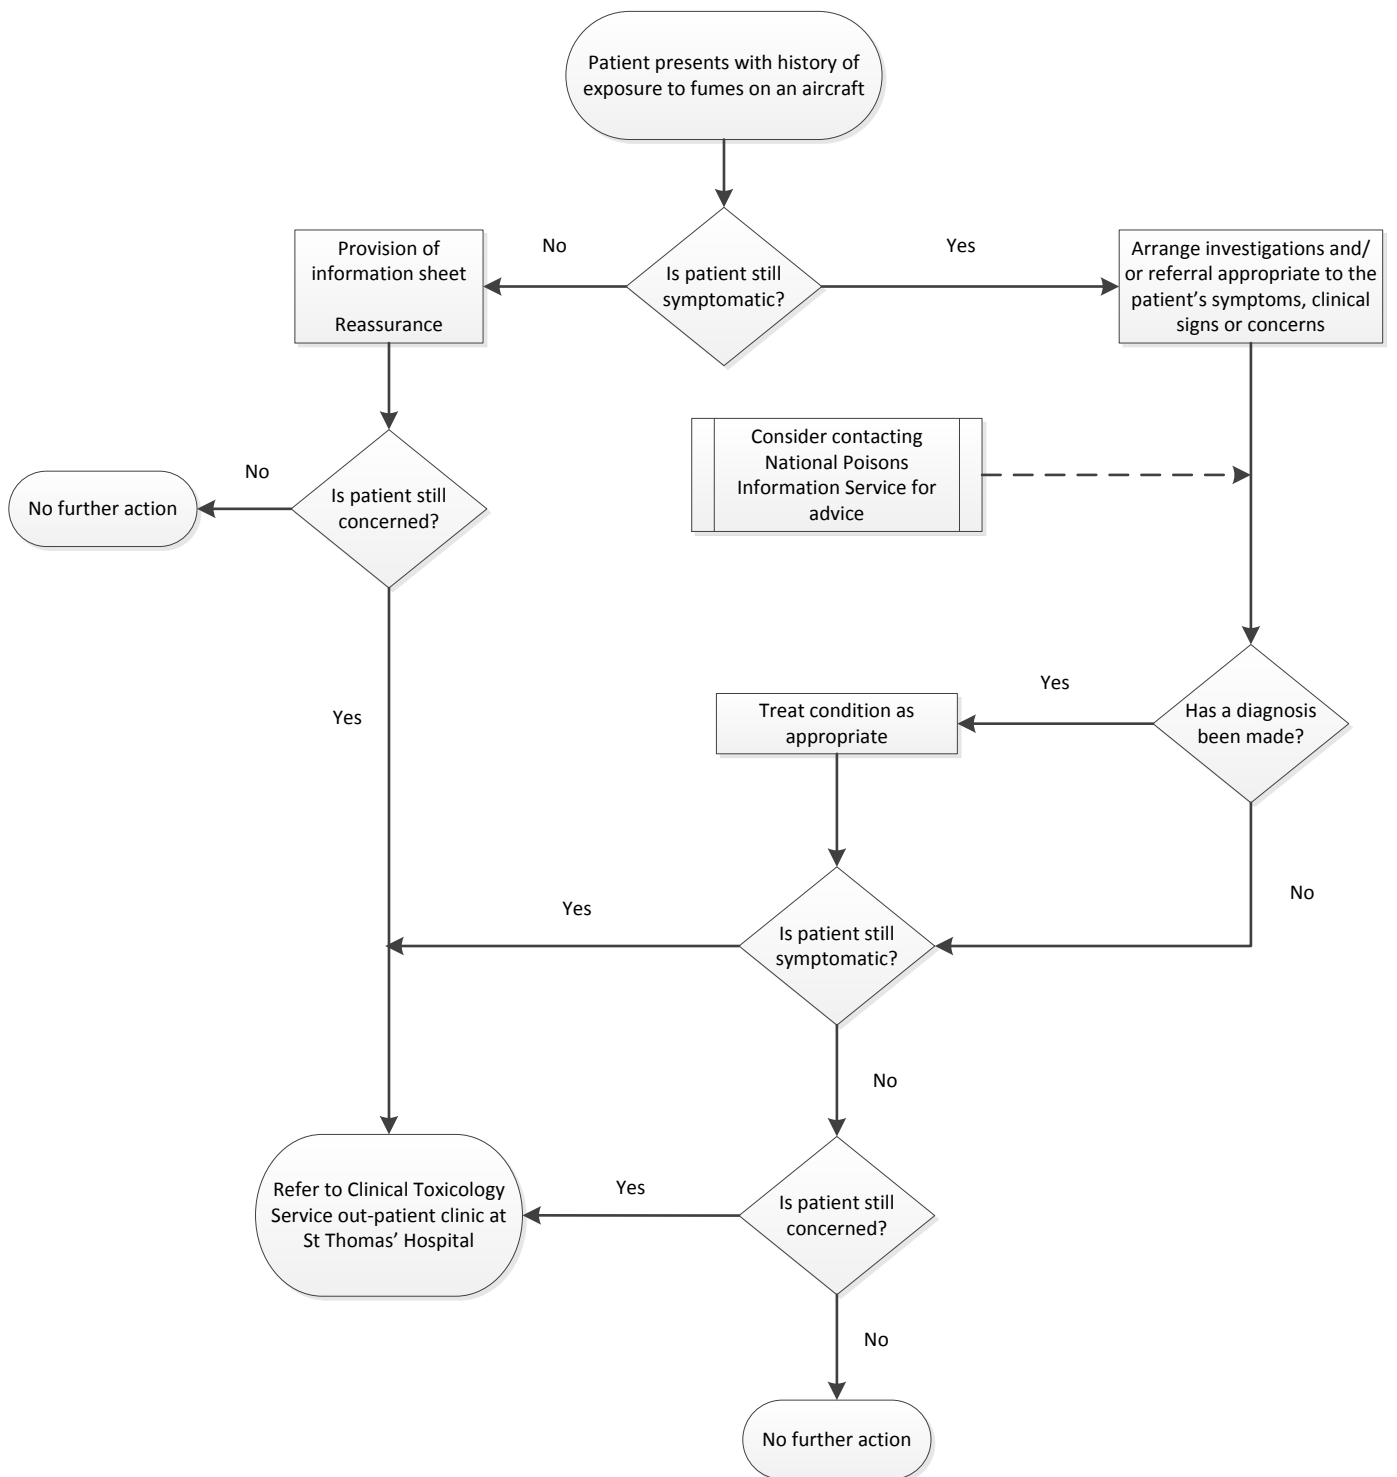 Patient presents with history of
exposure to fumes on an aircraft
No
Yes
Provision of
information sheet
Reassurance
Is patient still
symptomatic?
Arrange investigations and/
or referral appropriate to the
patient’s symptoms, clinical
signs or concerns
Consider contacting
National Poisons
Information Service for
advice
No
No further action
Is patient still
concerned?
Yes
Yes
Treat condition as
appropriate
Has a diagnosis
been made?
No
Yes
Is patient still
symptomatic?
No
Refer to Clinical Toxicology
Service out-patient clinic at
St Thomas’ Hospital
Yes
Is patient still
concerned?
No
No further action